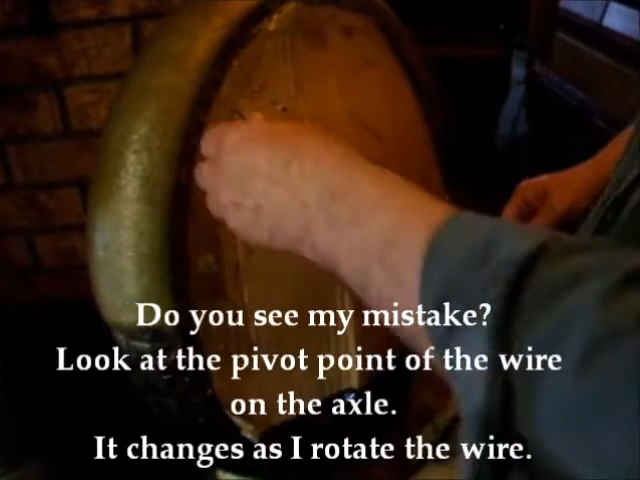 Do you see my mistake?
Look at the pivot point of the wire
on the axle.
It changes as I rotate the wire.